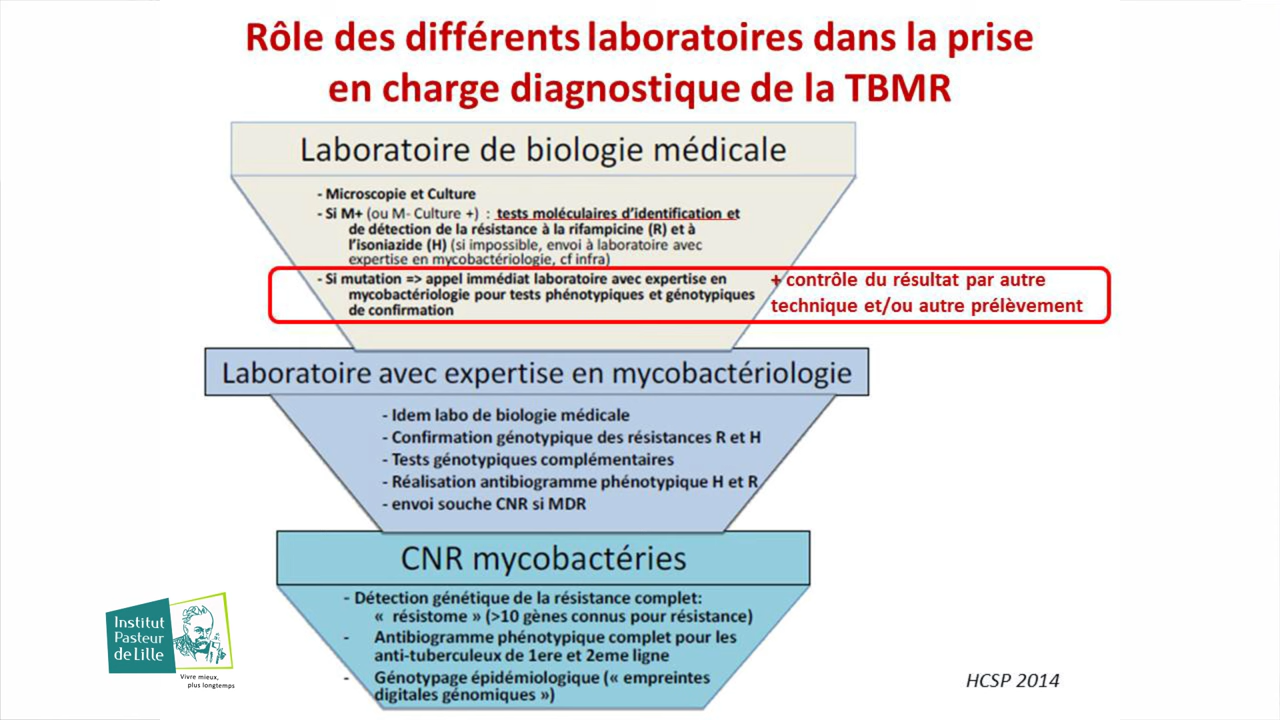 Rôle des différents laboratoires dans la prise
en charge diagnostique de la TBMR
Laboratoire de biologie médicale
- Microscopie et Culture
- Si M+ (ou M- Culture +) : tests moléculaires d'identification et
de détection de la résistance à la rifampicine (R) et à
l'isoniazide (H) (si impossible, envoi à laboratoire avec
expertise en mycobactériologie, cf infra)
- Si mutation => appel immédiat laboratoire avec expertise en
mycobactériologie pour tests phénotypiques et génotypiques
de confirmation
+ contrôle du résultat par autre
technique et/ou autre prélèvement
Laboratoire avec expertise en mycobactériologie
- Idem labo de biologie médicale
- Confirmation génotypique des résistances R et H
- Tests génotypiques complémentaires
- Réalisation antibiogramme phénotypique H et R
- envoi souche CNR si MDR
CNR mycobactéries
- Détection génétique de la résistance complet:
« résistome » (>10 gènes connus pour résistance)
- Antibiogramme phénotypique complet pour les
anti-tuberculeux de 1ere et 2eme ligne
- Génotypage épidémiologique (« empreintes
digitales génomiques »)
Institut
Pasteur
de Lille
Vivre mieux,
plus longtemps
HCSP 2014